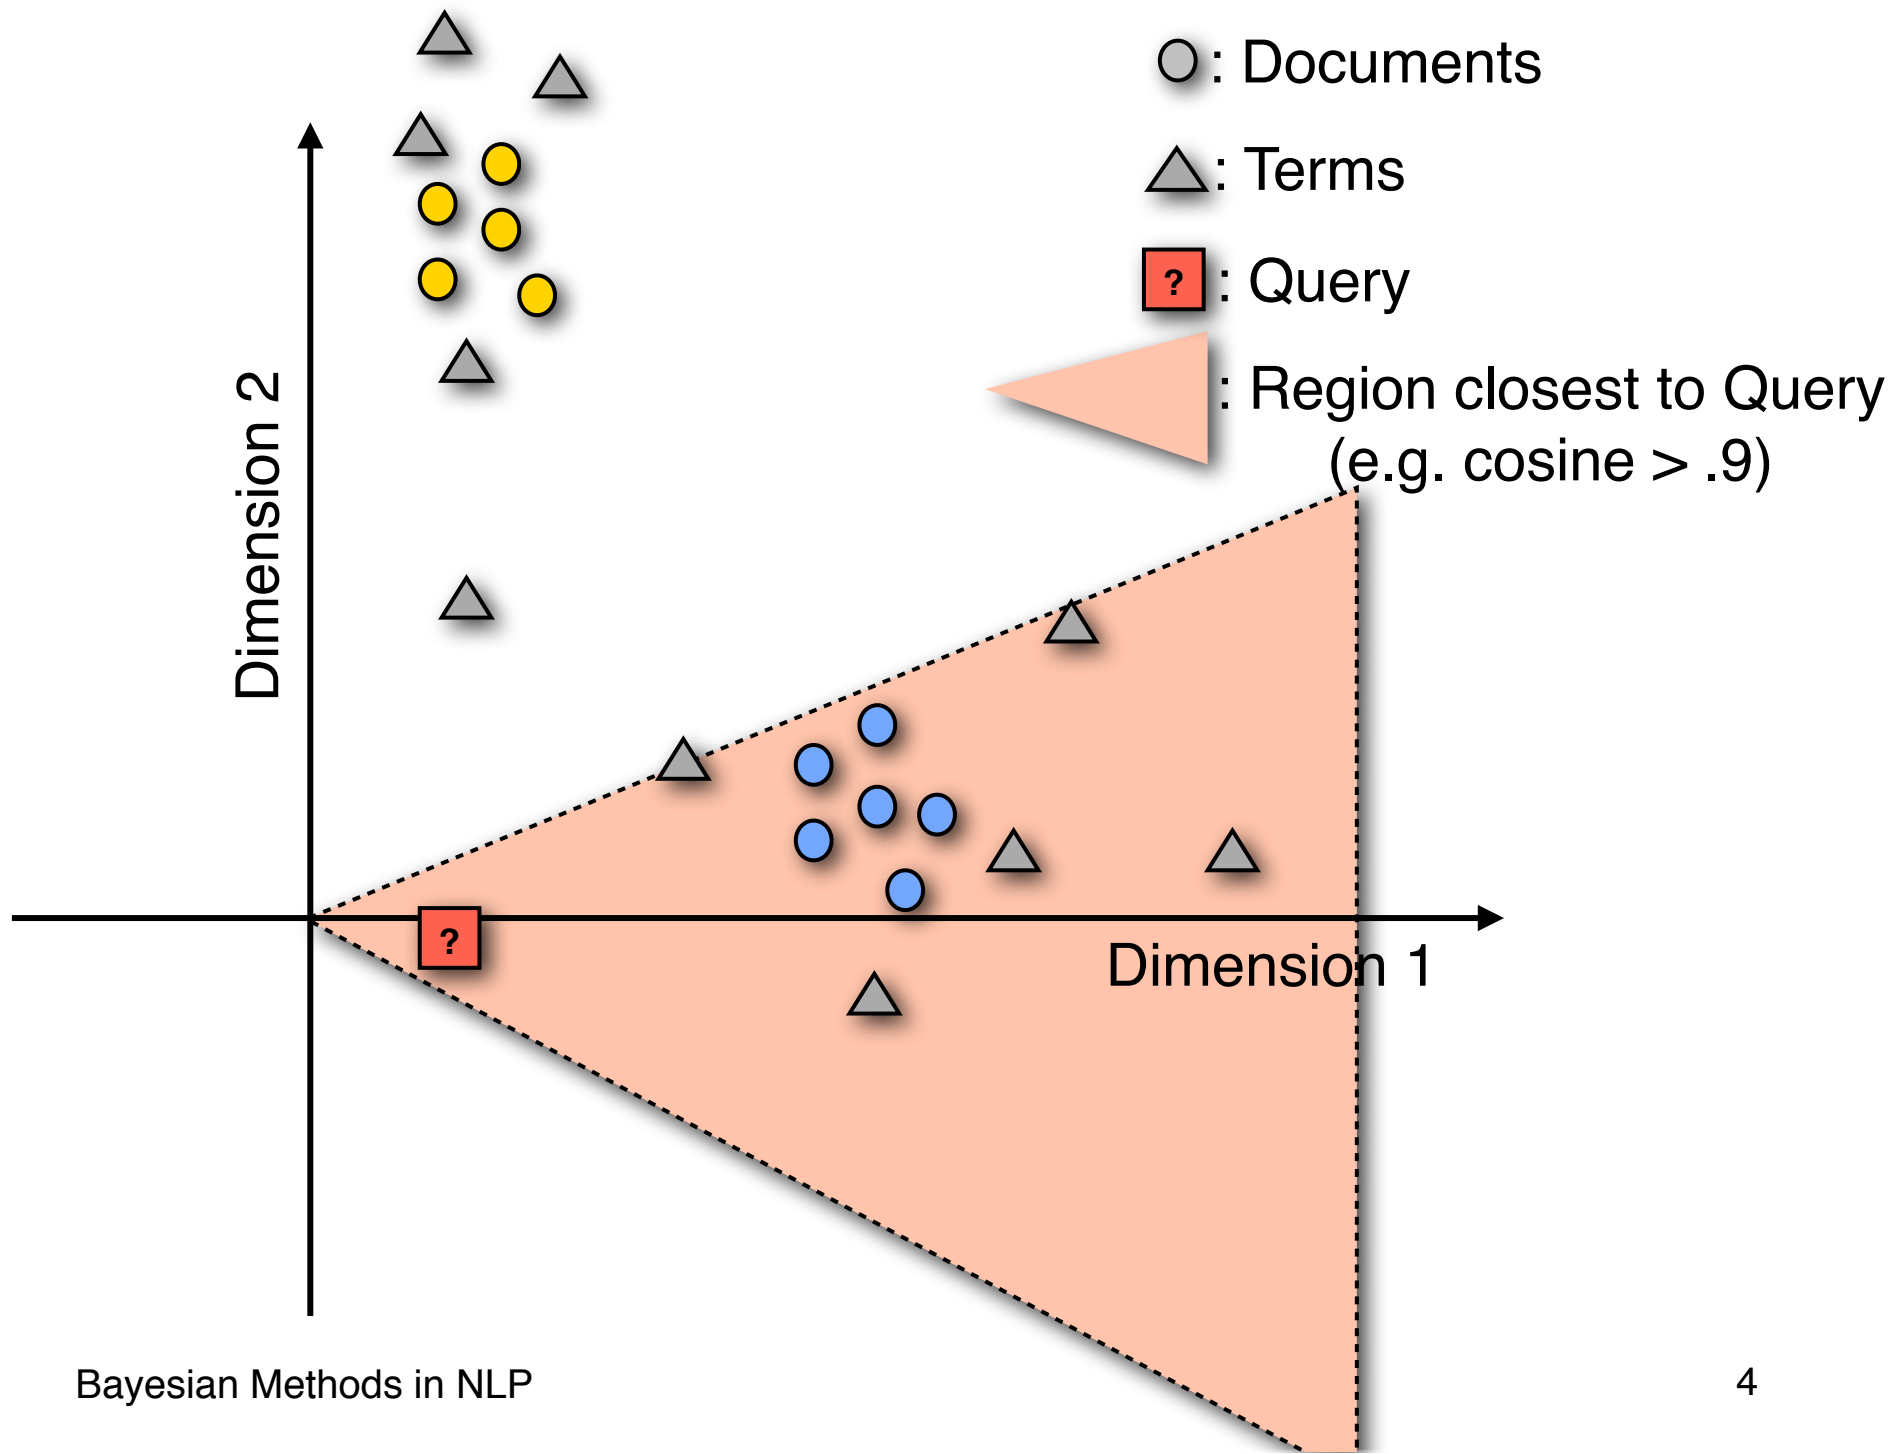 : Documents
: Terms
? : Query
: Region closest to Query
(e.g. cosine > .9)
Dimension 2
?
Dimension 1
Bayesian Methods in NLP
4